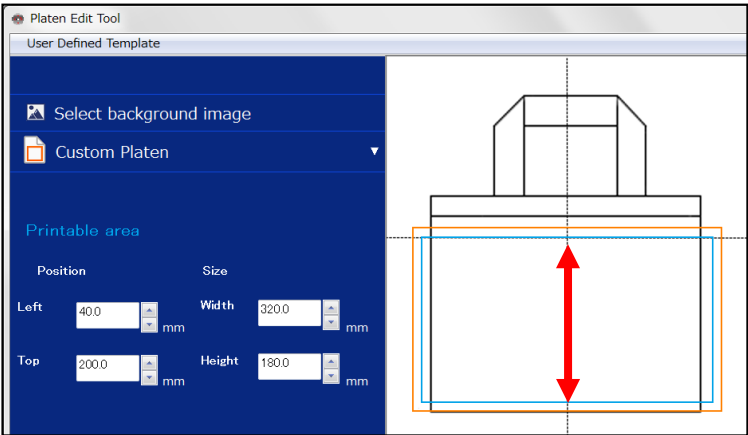 Platen Edit Tool
User Defined Template
Select background image
Custom Platen
Printable area
Position Size
Left 40.0 mm Width 320.0 mm
Top 200.0 mm Height 180.0 mm